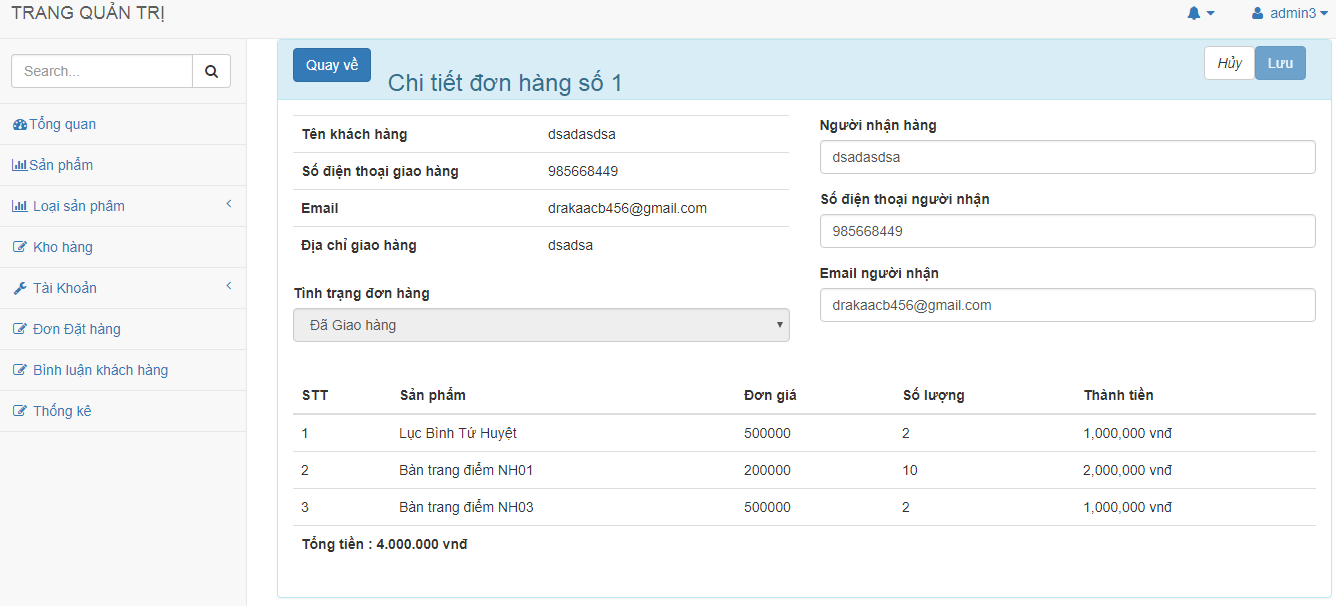 TRANG QUẢN TRỊ
admin3
Search...
Tổng quan
Sản phẩm
Loại sản phâm
Kho hàng
Tài Khoản
Đơn Đặt hàng
Bình luận khách hàng
Thống kê
Quay về
Chi tiết đơn hàng số 1
Hủy
Lưu
Tên khách hàng dsadasdsa
Số điện thoại giao hàng 985668449
Email drakaacb456@gmail.com
Địa chỉ giao hàng dsadsa
Tình trạng đơn hàng
Đã Giao hàng
Người nhận hàng
dsadasdsa
Số điện thoại người nhận
985668449
Email người nhận
drakaacb456@gmail.com
STT Sản phẩm Đơn giá Số lượng Thành tiền
1 Lục Bình Tứ Huyệt 500000 2 1,000,000 vnđ
2 Bàn trang điểm NH01 200000 10 2,000,000 vnđ
3 Bàn trang điểm NH03 500000 2 1,000,000 vnđ
Tổng tiền : 4.000.000 vnđ